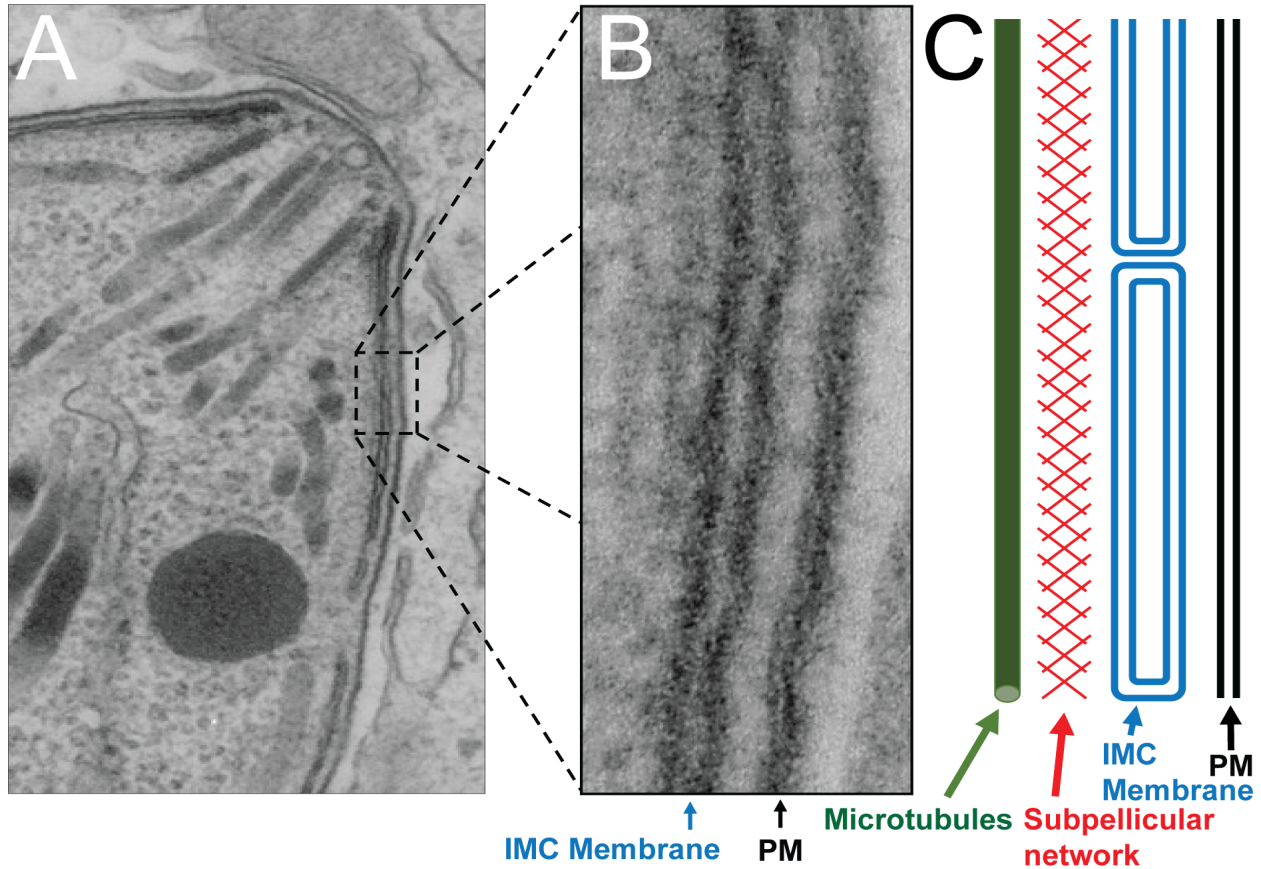 A
B
C
IMC Membrane
PM
Microtubules
Subpellicular
network
IMC
Membrane
PM